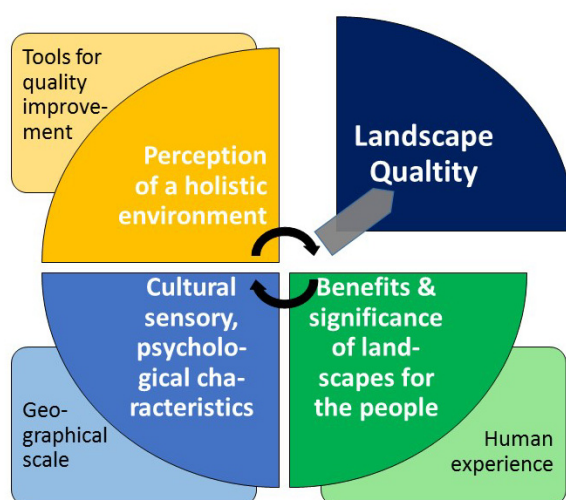 Tools for
quality
improve-
ment
Perception
of a holistic
environment
Landscape
Qualtity
Cultural
sensory,
psycholo-
gical cha-
racteristics
Benefits &
significance
of land-
scapes for
the people
Geo-
graphical
scale
Human
experience